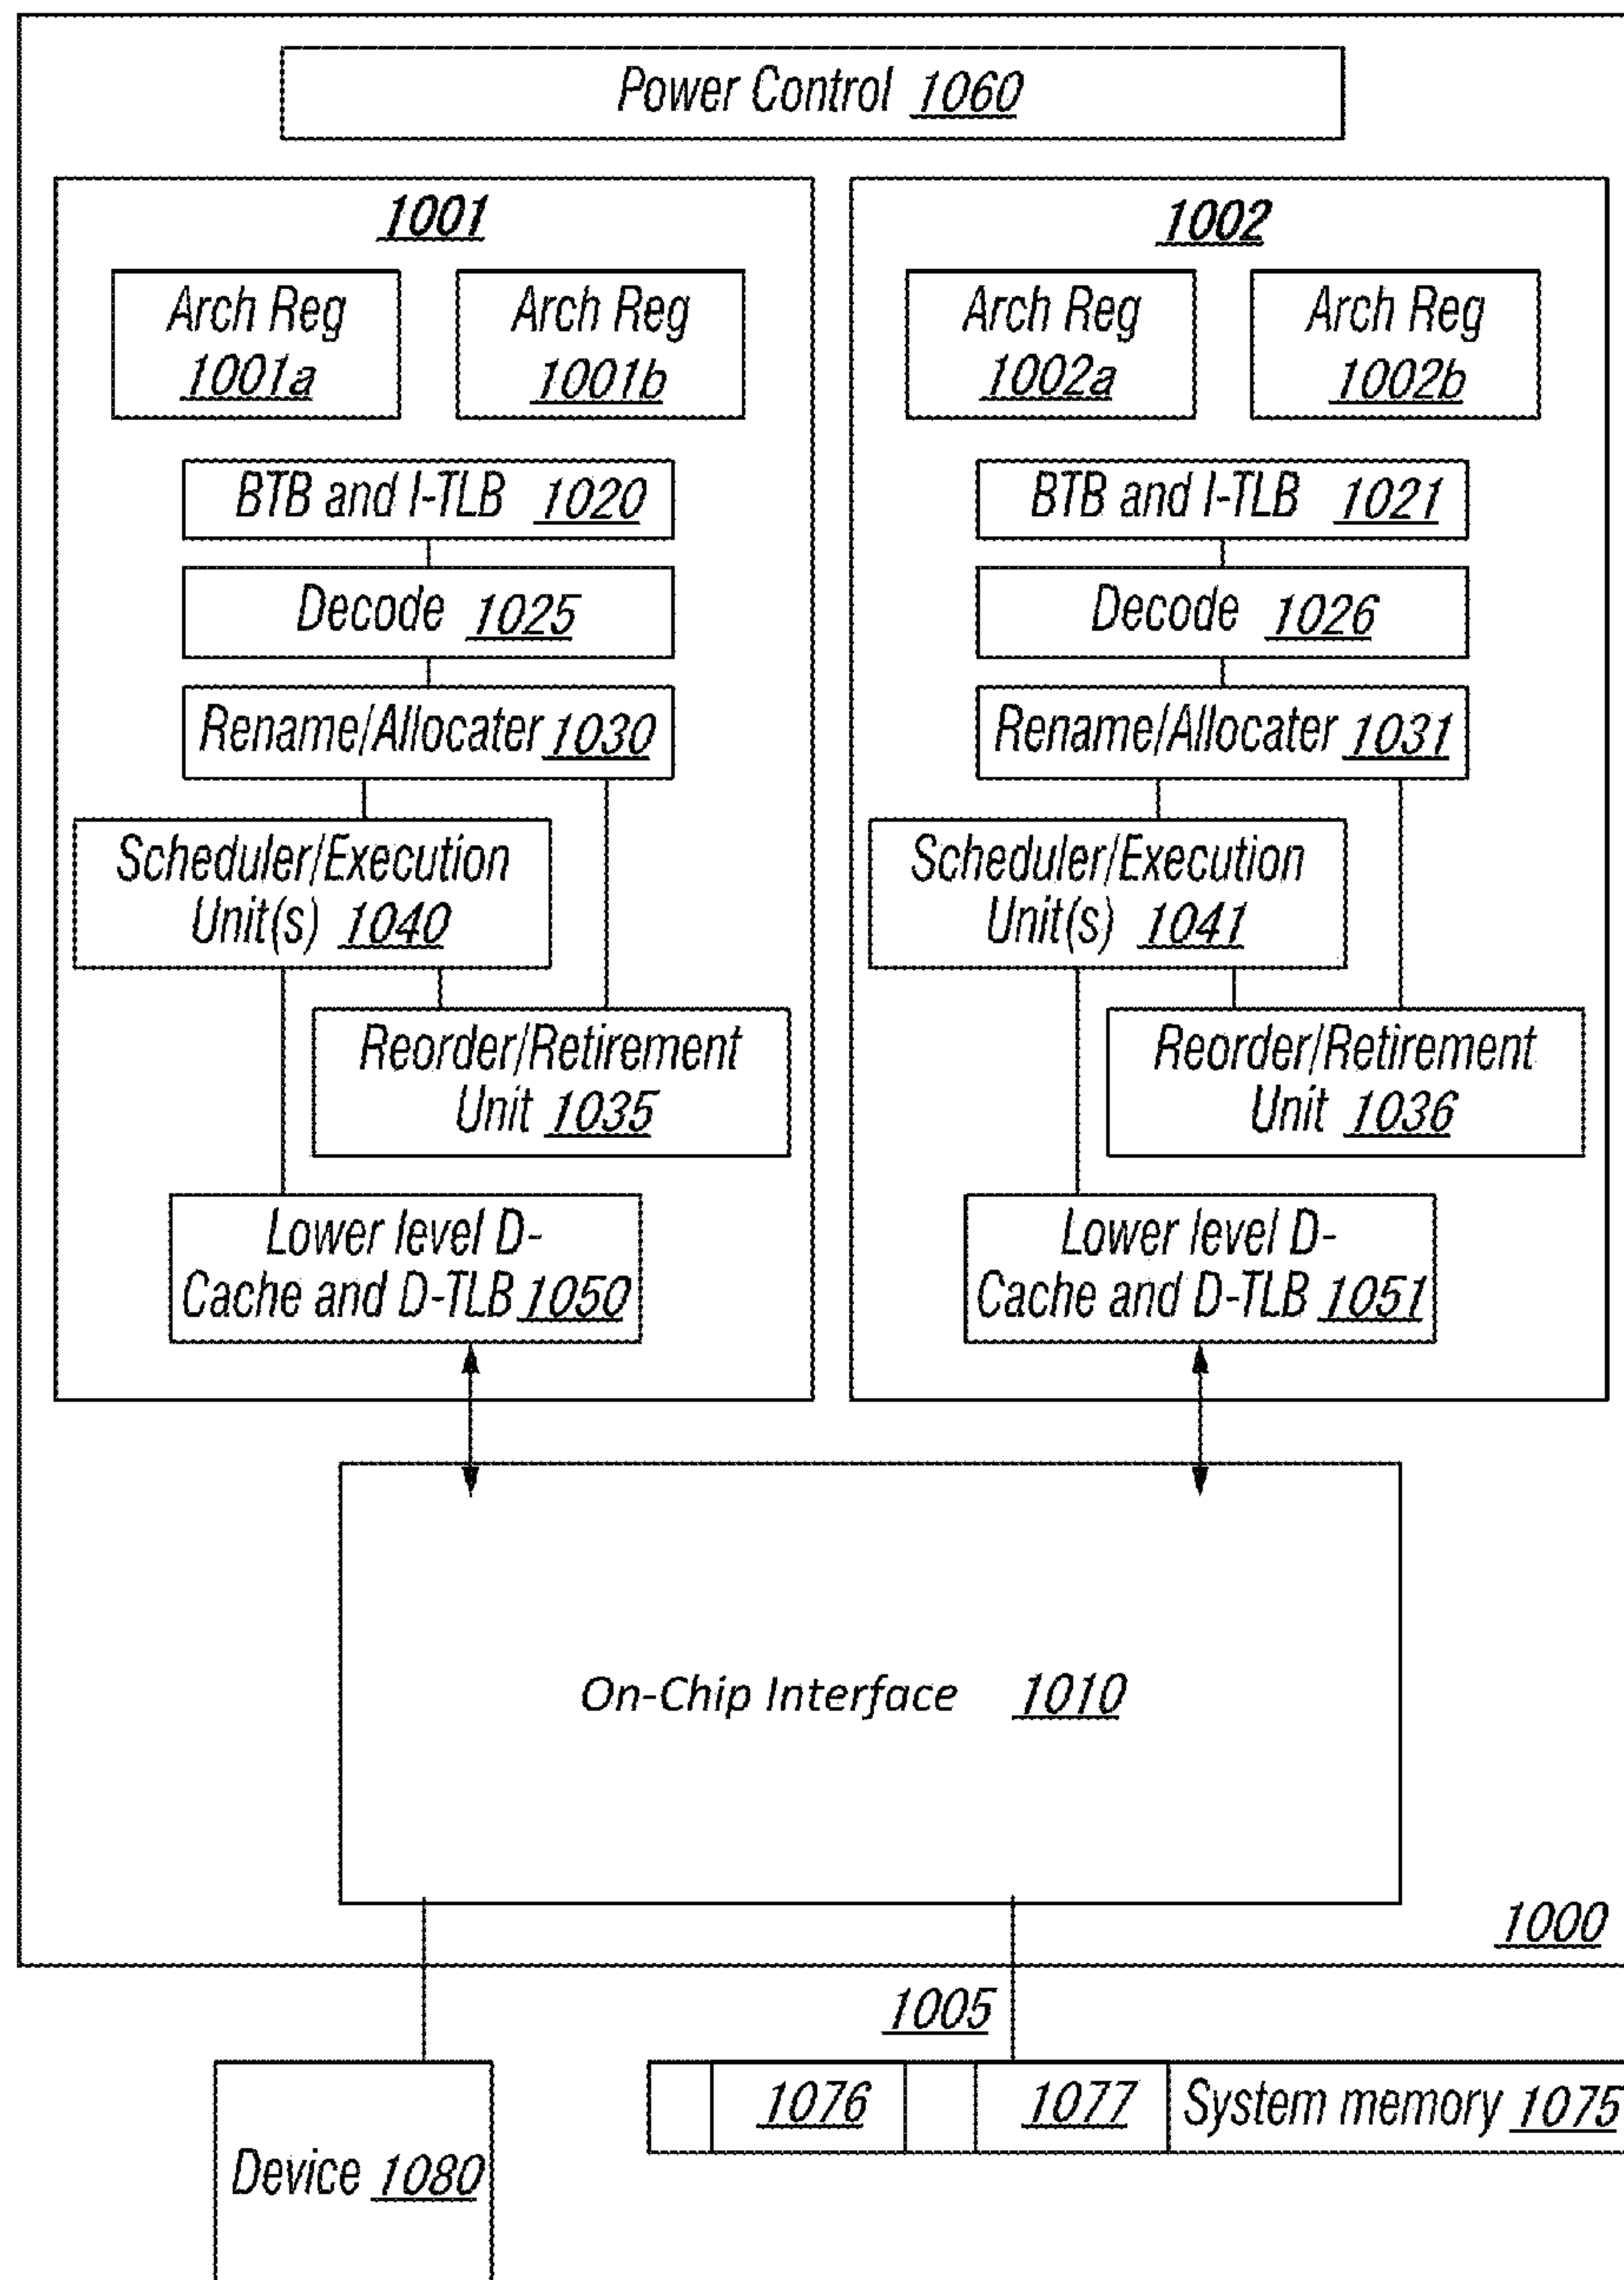 Power Control 1060
1001
Arch Reg
1001a
Arch Reg
1001b
BTB and I-TLB 1020
Decode 1025
Rename/Allocater 1030
Scheduler/Execution
Unit(s) 1040
Reorder/Retirement
Unit 1035
Lower level D-
Cache and D-TLB 1050
1002
Arch Reg
1002a
Arch Reg
1002b
BTB and I-TLB 1021
Decode 1026
Rename/Allocater 1031
Scheduler/Execution
Unit(s) 1041
Reorder/Retirement
Unit 1036
Lower level D-
Cache and D-TLB 1051
On-Chip Interface 1010
1000
1005
1076
1077
System memory 1075
Device 1080